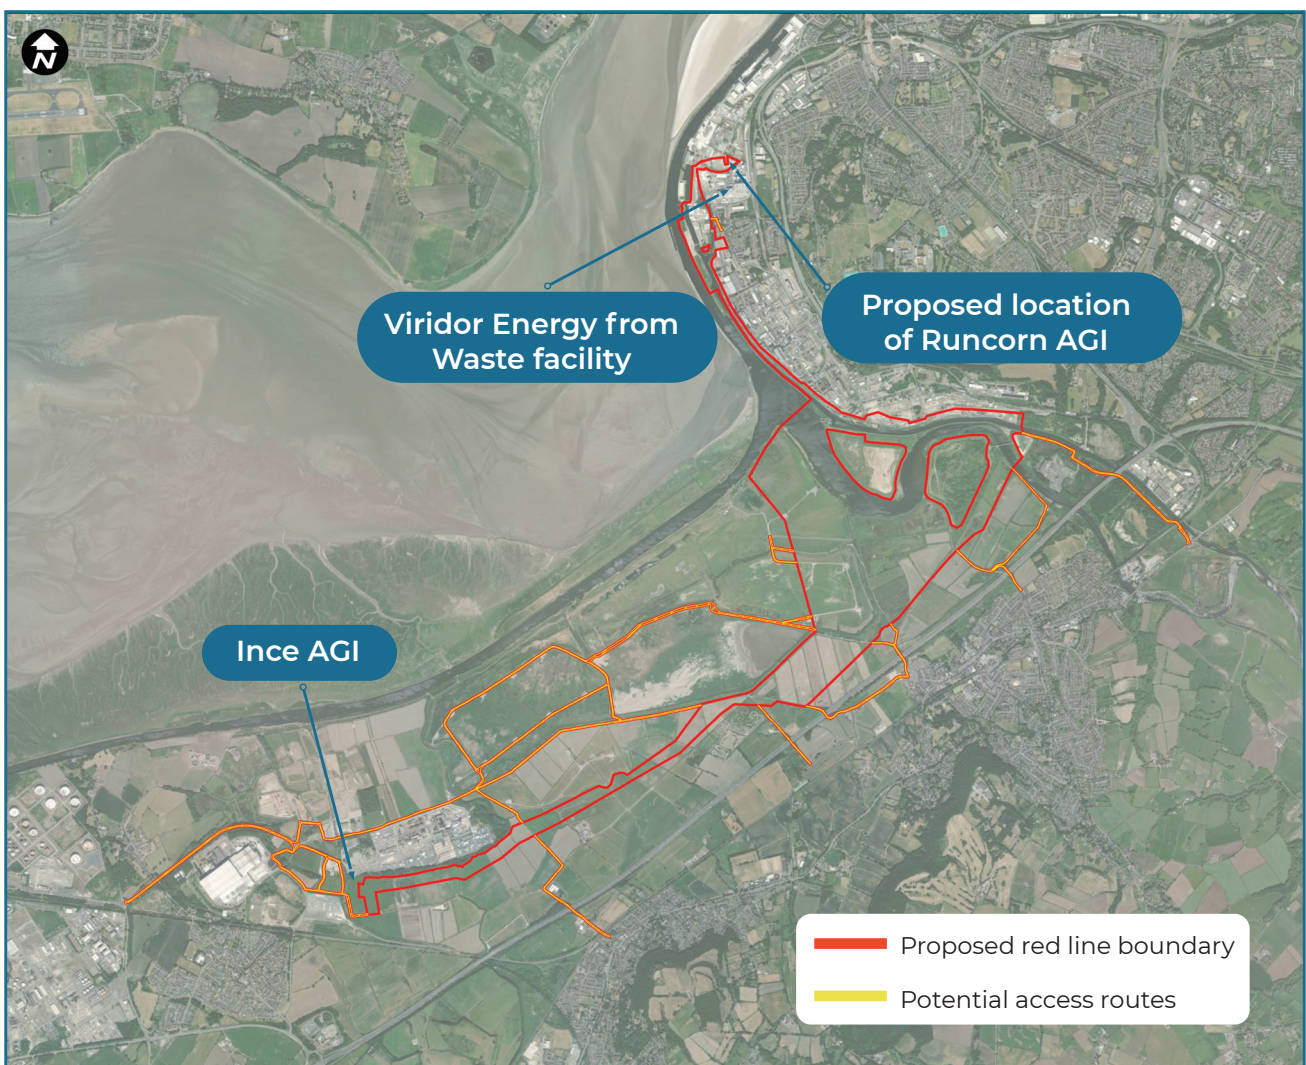 N
Viridor Energy from
Waste facility
Proposed location
of Runcorn AGI
Ince AGI
Proposed red line boundary
Potential access routes